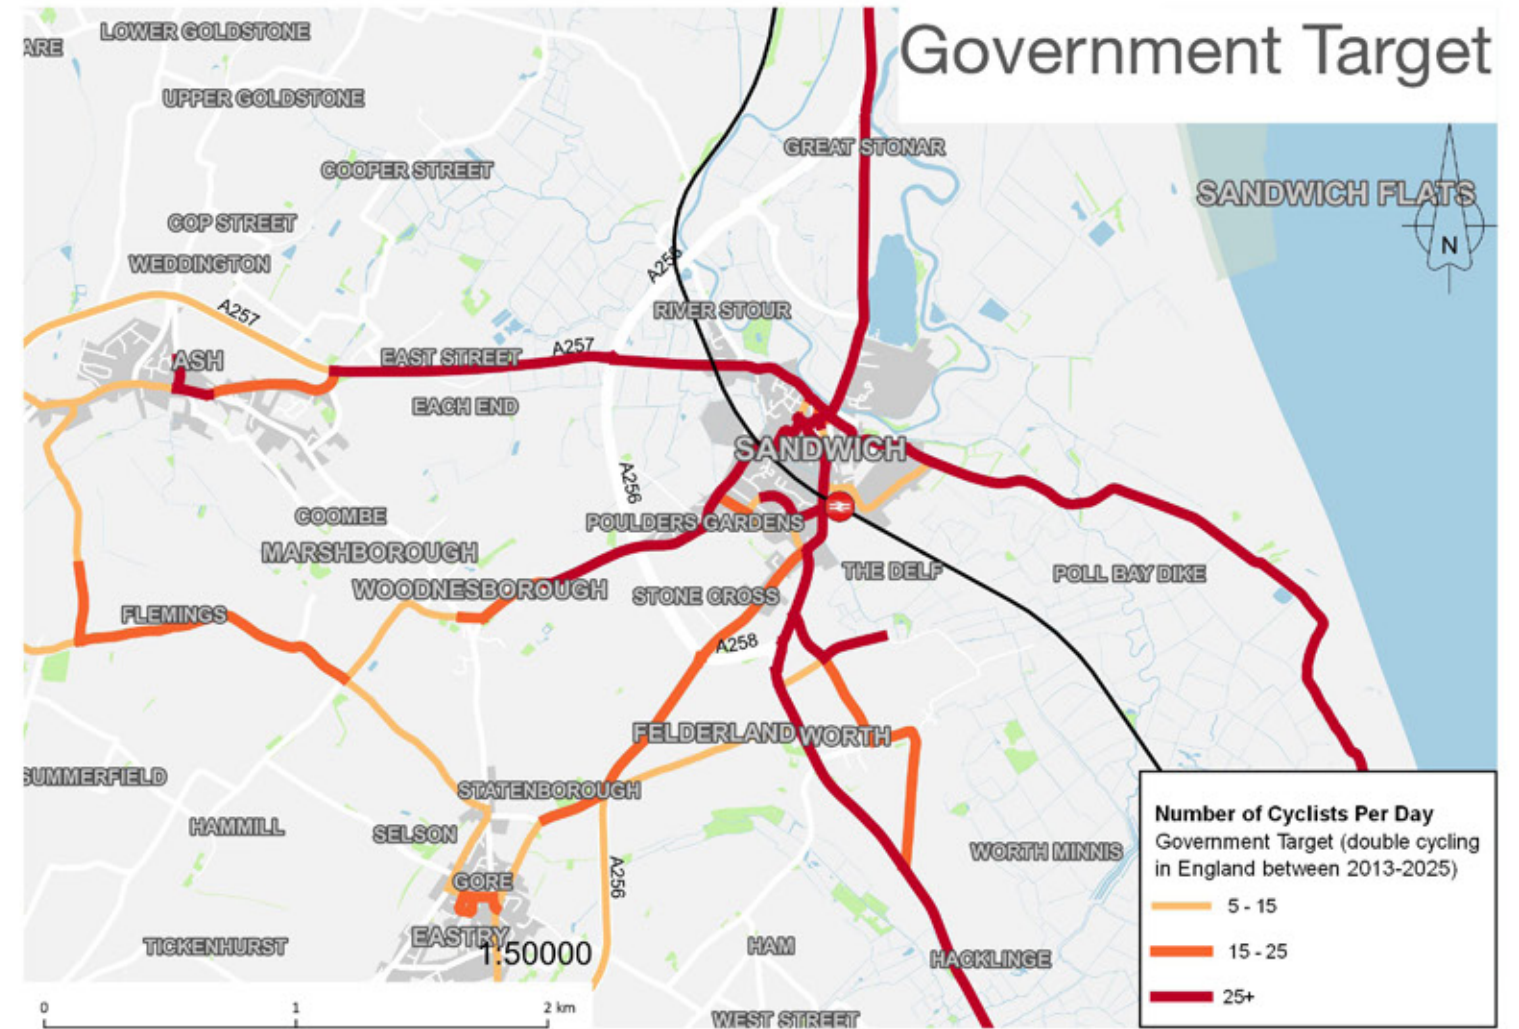 Government Target
LOWER GOLDSTONE
ARE
UPPER GOLDSTONE
GREAT STONAR
COOPER STREET
SANDWICH FLATS
COP STREET
N
WEDDINGTON
A256
RIVER STOUR
A257
A257
EAST STREET
ASH
EACH END
SANDWICH
A256
COOMBE
POULDERS GARDENS
MARSHBOROUGH
THE DELF
POLL BAY DIKE
WOODNESBOROUGH
STONE CROSS
FLEMINGS
A258
FELDERLAND
WORTH
SUMMERFIELD
STATENBOROUGH
HAMMILL
SELSON
WORTH MINNIS
A256
GORE
EASTRY
TICKENHURST
HAM
1:50000
HACKLINGE
WEST STREET
0 1 2 km
Number of Cyclists Per Day
Government Target (double cycling
in England between 2013-2025)
5 - 15
15 - 25
25+